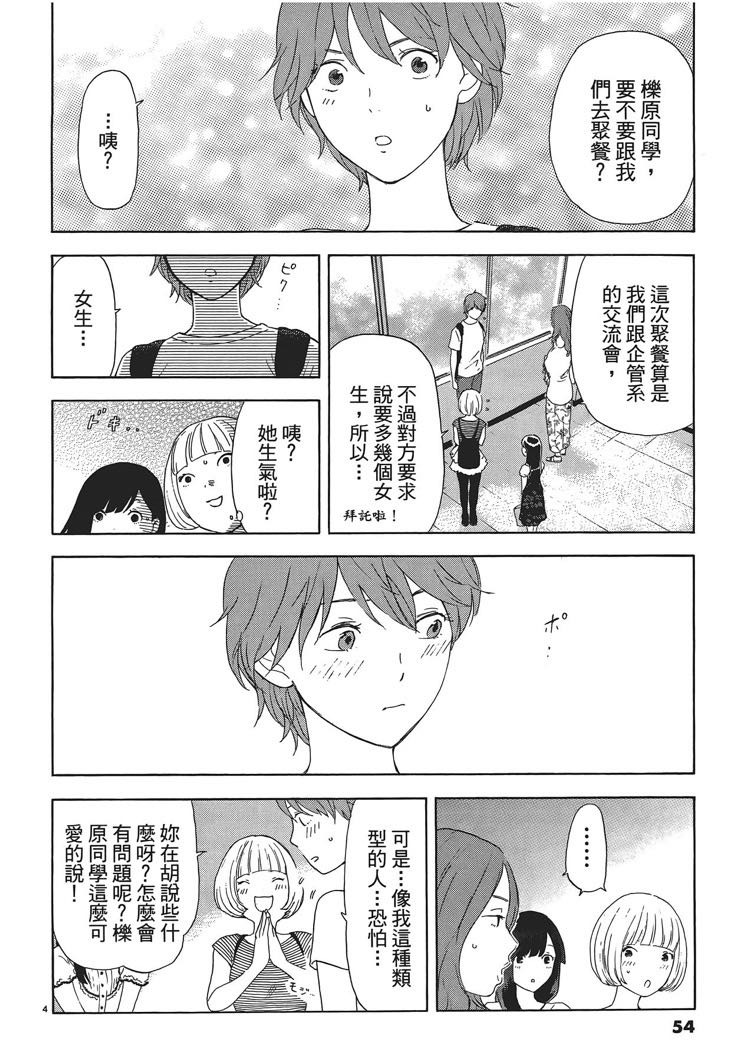 櫟原同學，
要不要跟我
們去聚餐？
…咦？
這次聚餐算是
我們跟企管系
的交流會，
不過對方要求
說要多幾個女
生，所以…
拜託啦！
ピク…
女生…
ドキ…
咦？
她生氣啦？
ポ…
……
可是…像我這種類
型的人…恐怕…
妳在胡說些什
麼呀？怎麼會
有問題呢？櫟
原同學這麼可
愛的說！
4
54